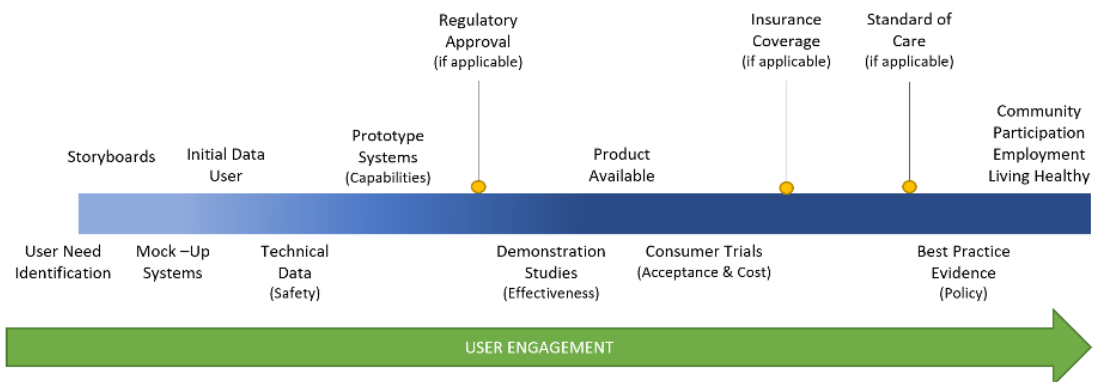 Regulatory
Approval
(if applicable)
Insurance
Coverage
(if applicable)
Standard of
Care
(if applicable)
Storyboards
Initial Data
User
Prototype
Systems
(Capabilities)
Product
Available
Community
Participation
Employment
Living Healthy
User Need
Identification
Mock –Up
Systems
Technical
Data
(Safety)
Demonstration
Studies
(Effectiveness)
Consumer Trials
(Acceptance & Cost)
Best Practice
Evidence
(Policy)
USER ENGAGEMENT